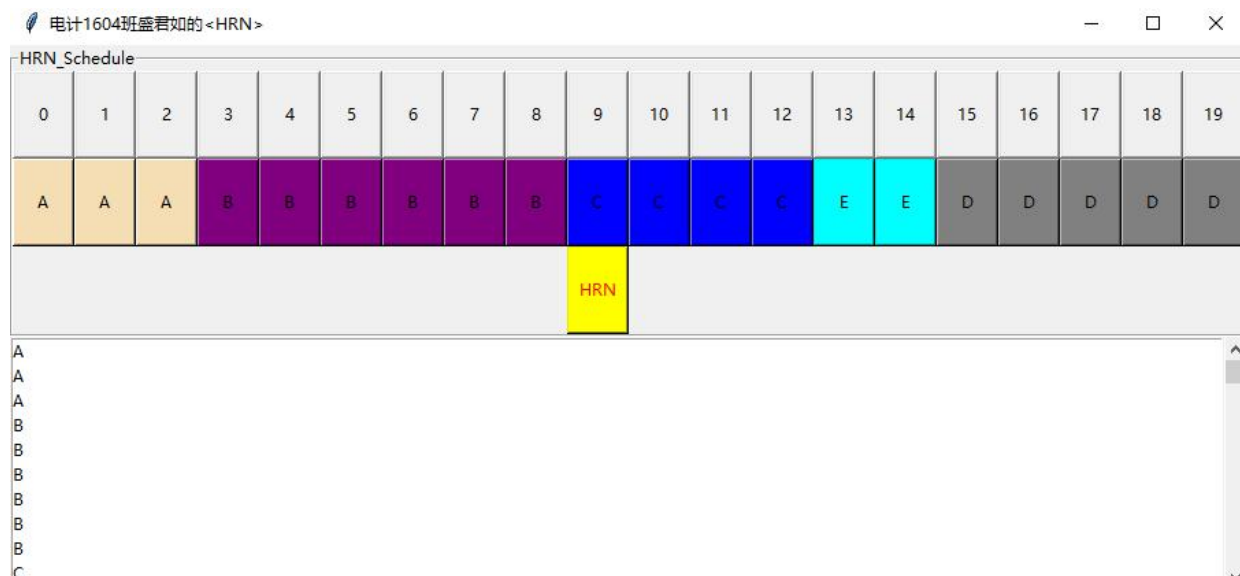 电计1604班盛君如的<HRN>
HRN_Schedule
0 1 2 3 4 5 6 7 8 9 10 11 12 13 14 15 16 17 18 19
A A A B B B B B B C C C C E E D D D D D
HRN
A
A
A
B
B
B
B
B
B
C